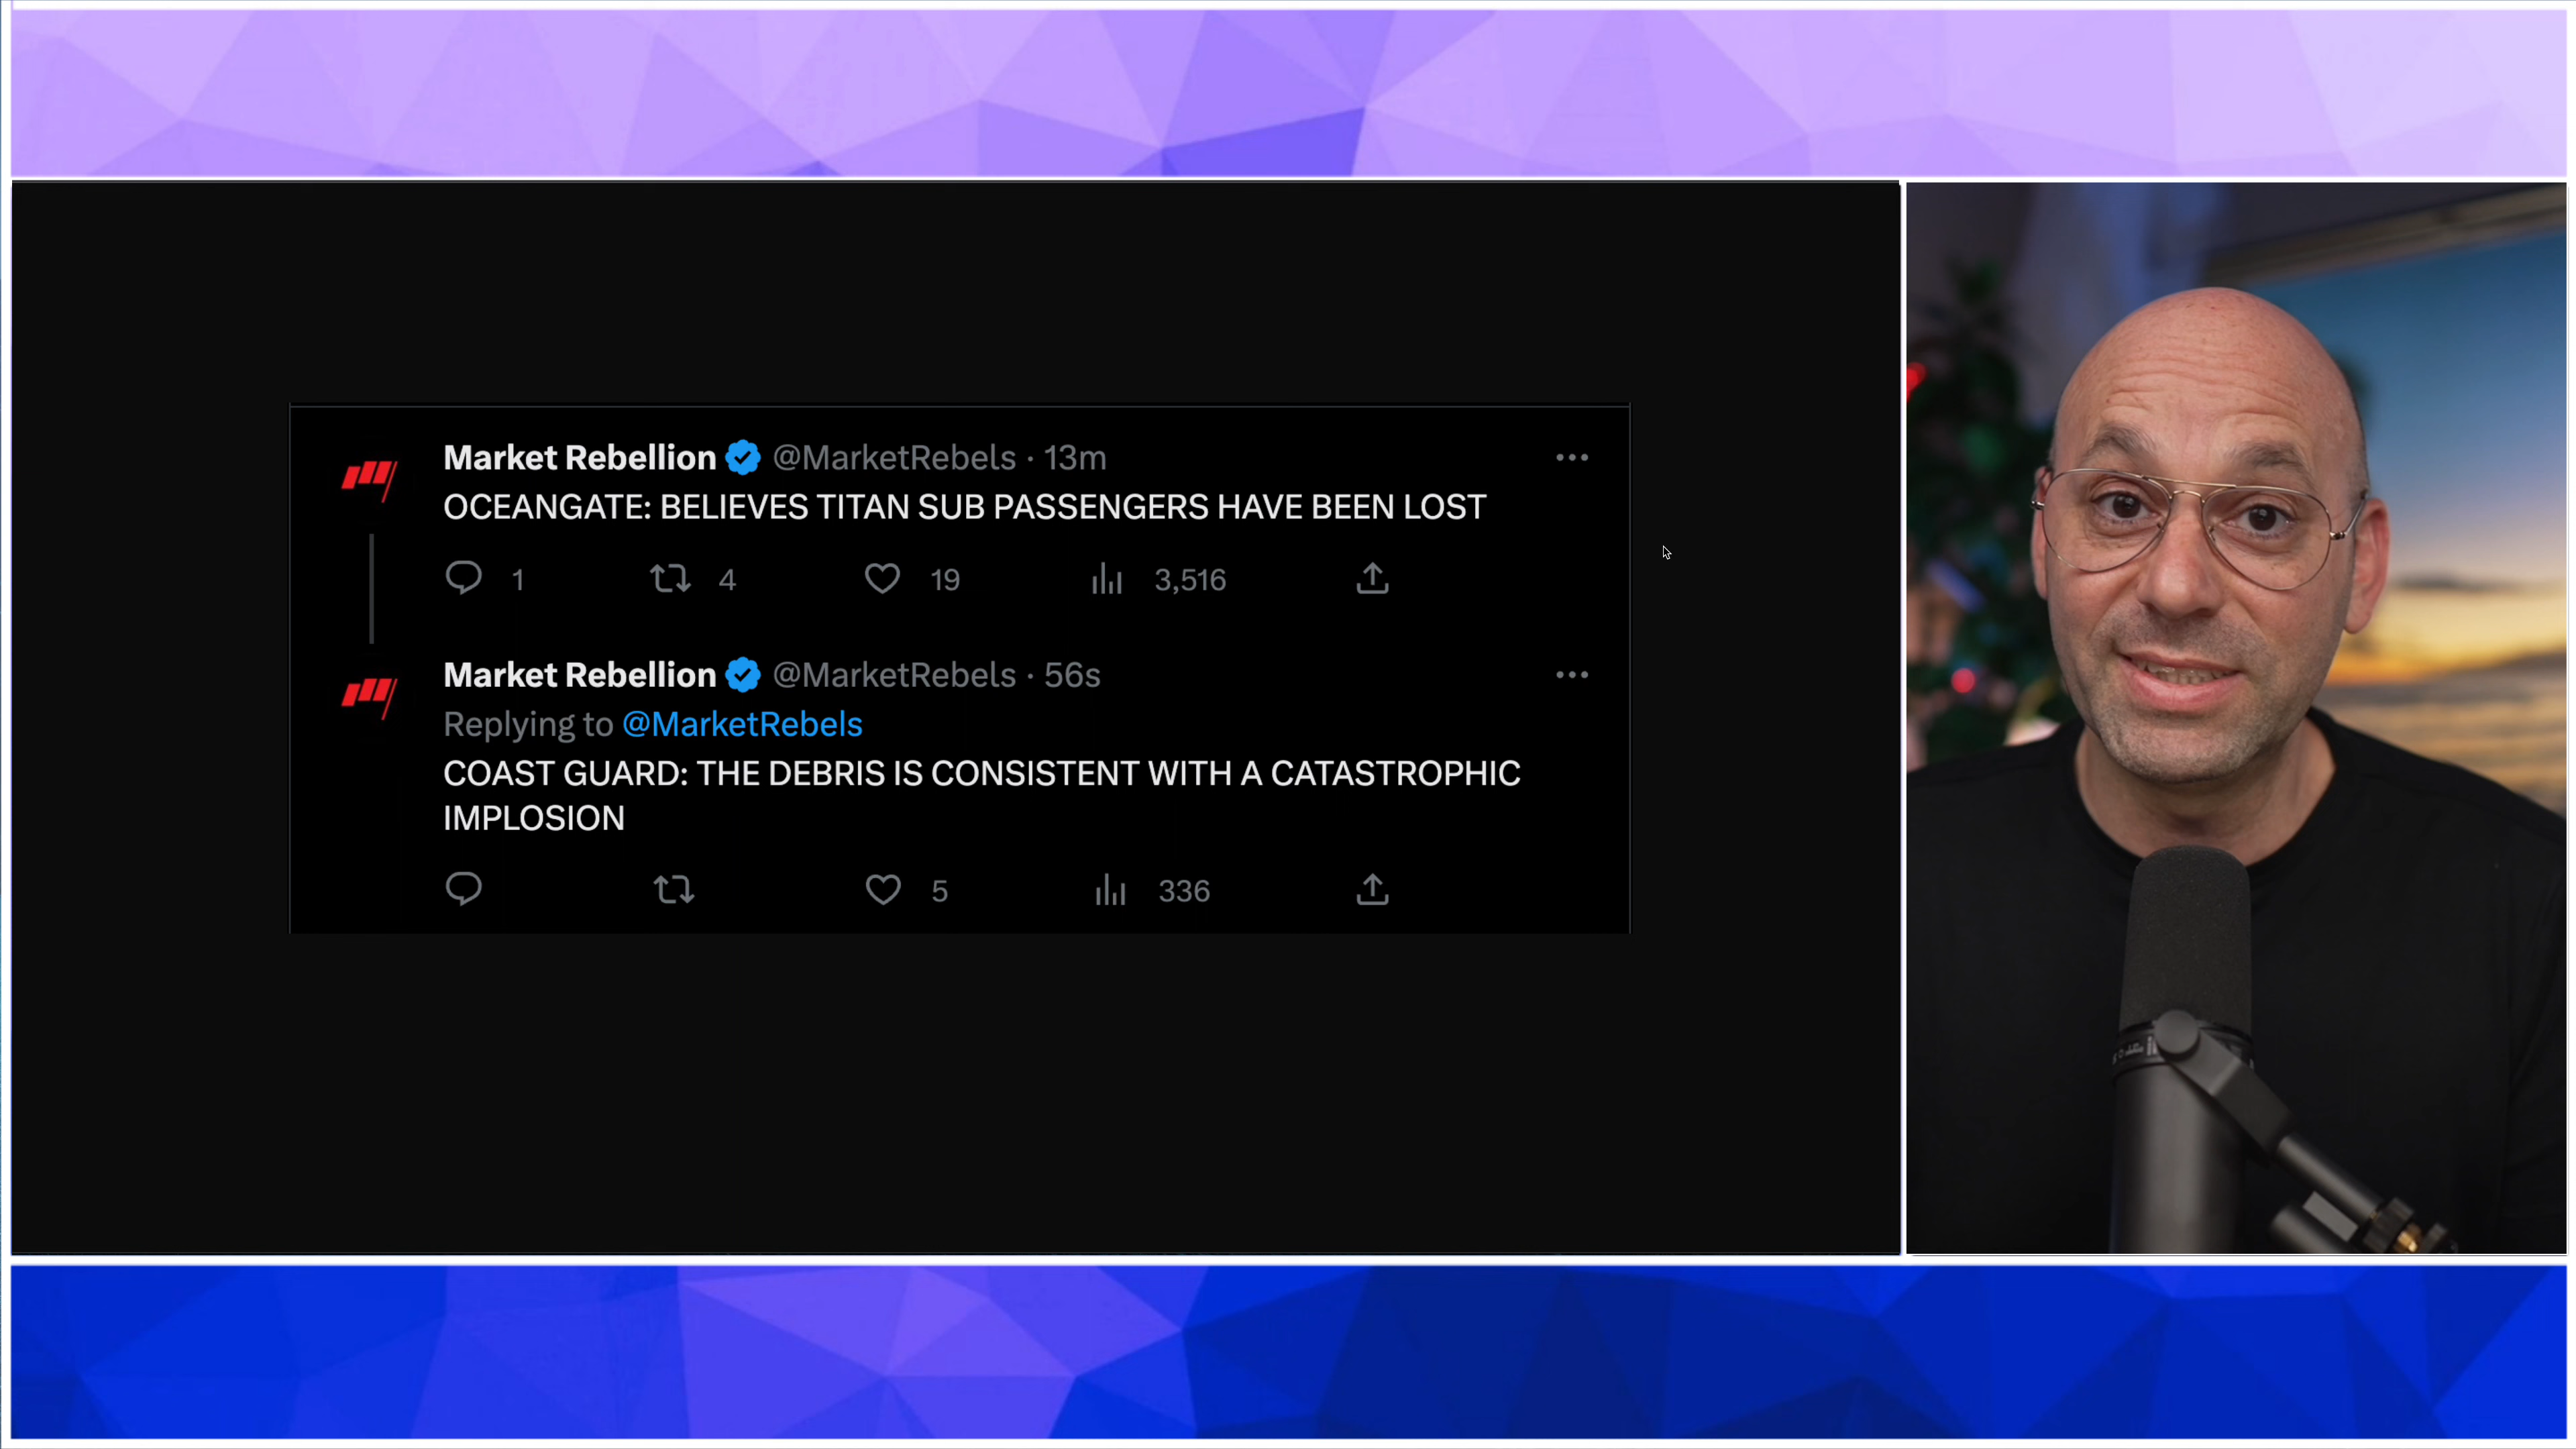 Market Rebellion @MarketRebels · 13m
OCEANGATE: BELIEVES TITAN SUB PASSENGERS HAVE BEEN LOST
1 4 19 3,516
Market Rebellion @MarketRebels · 56s
Replying to @MarketRebels
COAST GUARD: THE DEBRIS IS CONSISTENT WITH A CATASTROPHIC
IMPLOSION
5 336